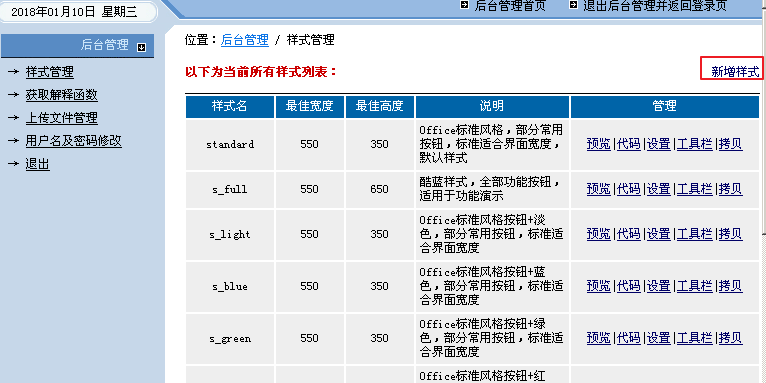 2018年01月10日 星期三
后台管理首页 退出后台管理并返回登录页
后台管理
→ 样式管理
→ 获取解释函数
→ 上传文件管理
→ 用户名及密码修改
→ 退出
位置：后台管理 / 样式管理
以下为当前所有样式列表：
新增样式
样式名 最佳宽度 最佳高度 说明 管理
standard 550 350 Office标准风格，部分常用
按钮，标准适合界面宽度，
默认样式
预览|代码|设置|工具栏|拷贝
s_full 550 650 酷蓝样式，全部功能按钮，
适用于功能演示
预览|代码|设置|工具栏|拷贝
s_light 550 350 Office标准风格按钮+淡
色，部分常用按钮，标准适
合界面宽度
预览|代码|设置|工具栏|拷贝
s_blue 550 350 Office标准风格按钮+蓝
色，部分常用按钮，标准适
合界面宽度
预览|代码|设置|工具栏|拷贝
s_green 550 350 Office标准风格按钮+绿
色，部分常用按钮，标准适
合界面宽度
预览|代码|设置|工具栏|拷贝
Office标准风格按钮+红